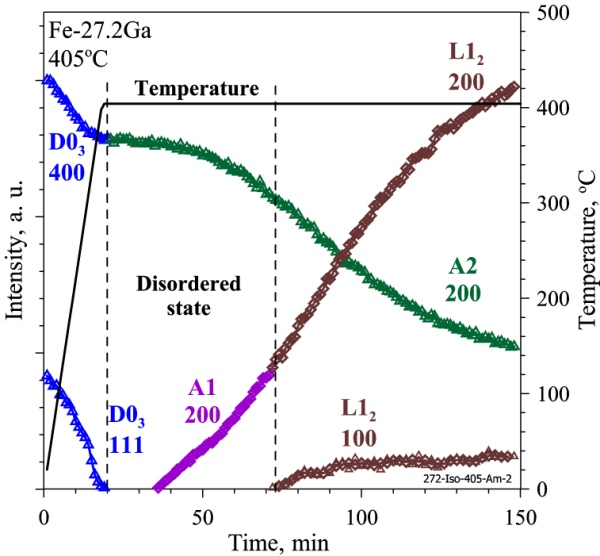 500
Fe-27.2Ga
405ºC
L1₂
200
Temperature
400
D0₃
400
300
A2
200
Disordered
state
200
A1
200
L1₂
100
D0₃
111
100
272-Iso-405-Am-2
0
0 50 100 150
Time, min
Intensity, a. u.
Temperature, ºC